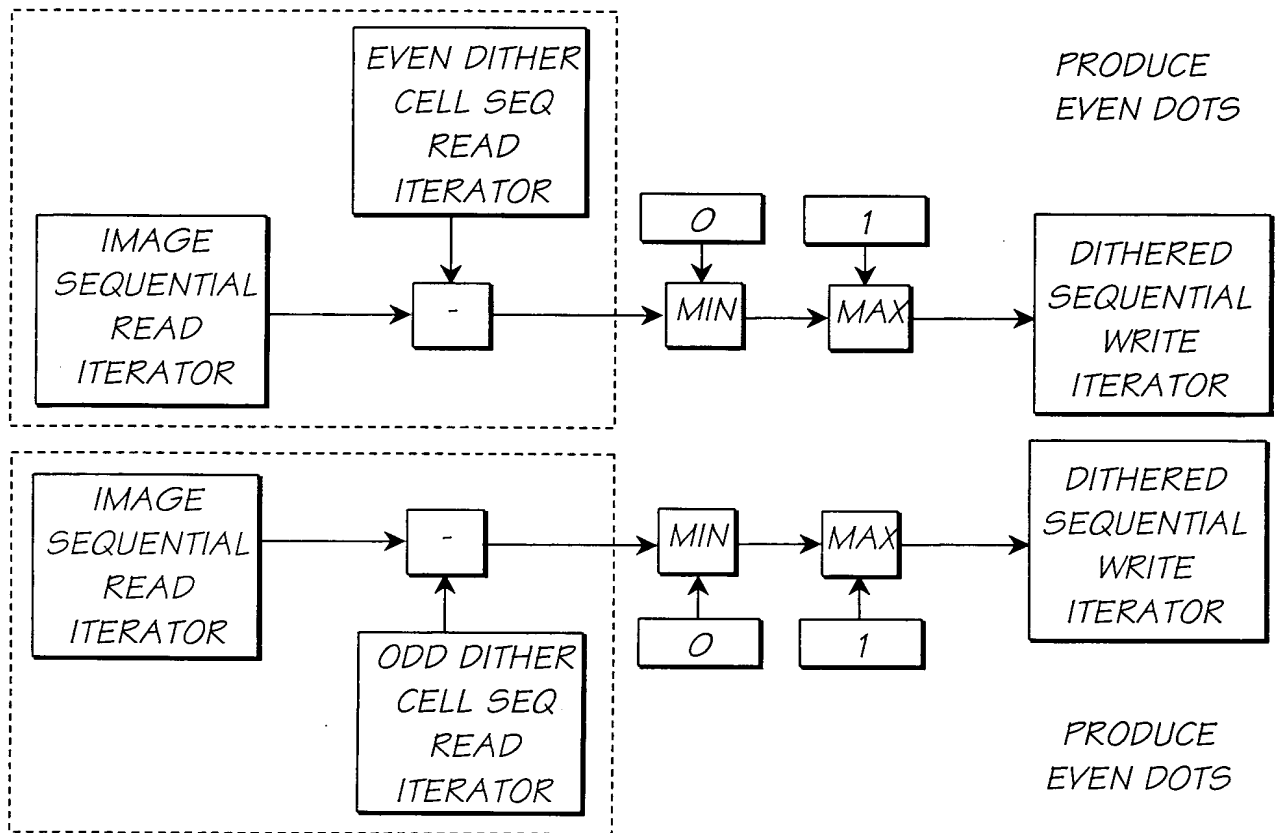 EVEN DITHER
CELL SEQ
READ
ITERATOR
PRODUCE
EVEN DOTS
IMAGE
SEQUENTIAL
READ
ITERATOR
-
0
MIN
1
MAX
DITHERED
SEQUENTIAL
WRITE
ITERATOR
IMAGE
SEQUENTIAL
READ
ITERATOR
-
MIN
0
MAX
1
DITHERED
SEQUENTIAL
WRITE
ITERATOR
ODD DITHER
CELL SEQ
READ
ITERATOR
PRODUCE
EVEN DOTS